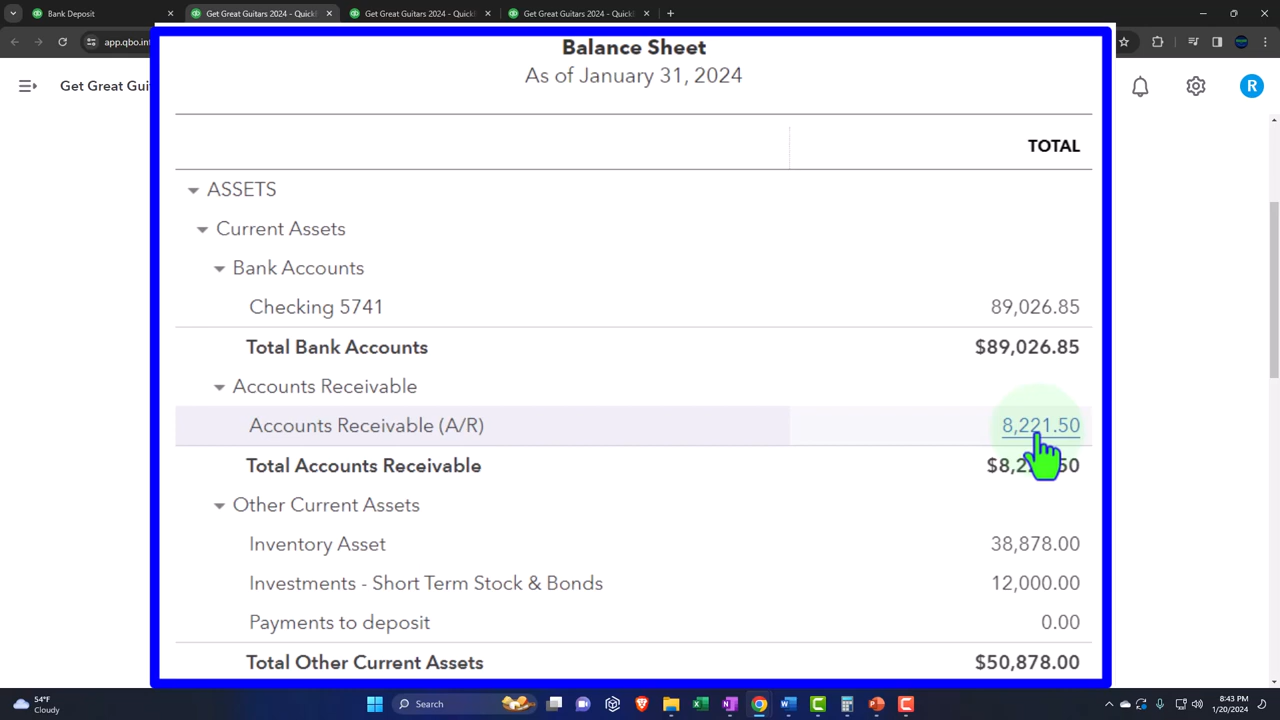 Bank Deposit
Get Great Guitars 2024 - QuickB
Get Great Guitars 2024 - QuickB
Get Great Guitars 2024 - QuickB
app.qbo.int
Get Great Gui
R
Balance Sheet
As of January 31, 2024
TOTAL
ASSETS
Current Assets
Bank Accounts
Checking 5741 89,026.85
Total Bank Accounts $89,026.85
Accounts Receivable
Accounts Receivable (A/R) 8,221.50
Total Accounts Receivable
Other Current Assets
Inventory Asset 38,878.00
Investments - Short Term Stock & Bonds 12,000.00
Payments to deposit 0.00
Total Other Current Assets $50,878.00
54°F
Cloudy
Search
8:43 PM
1/20/2024